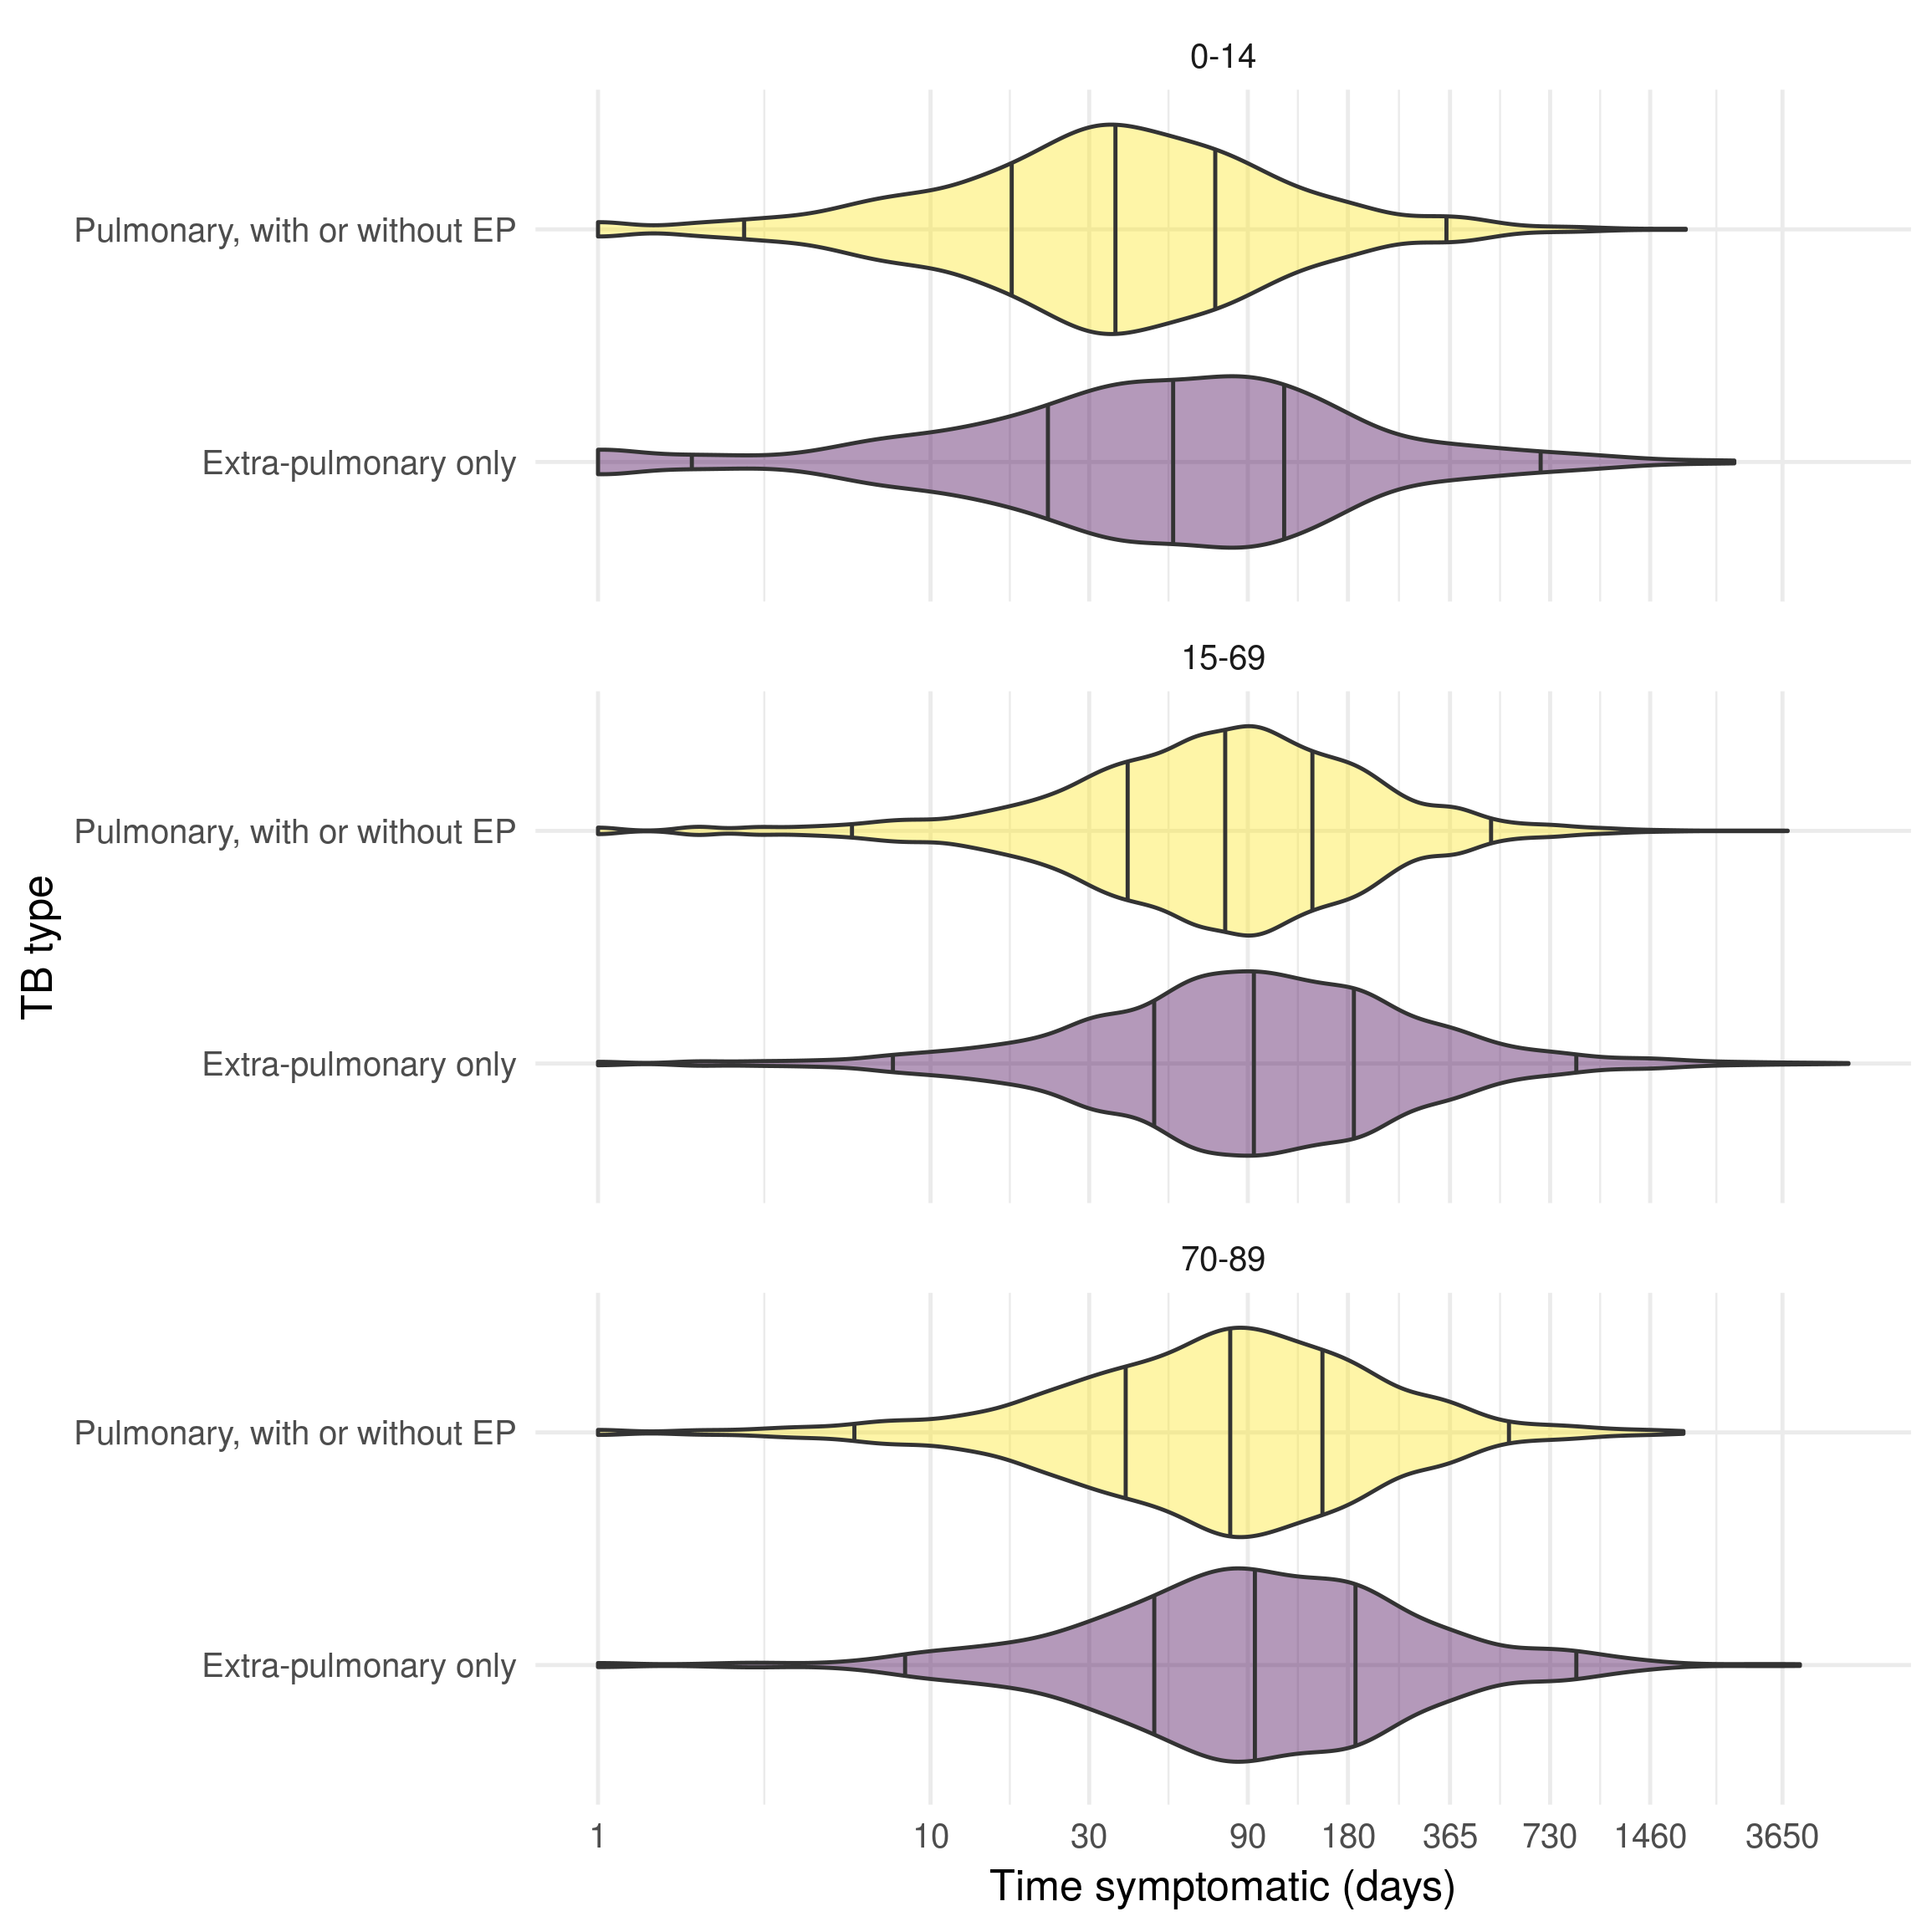 0-14
Pulmonary, with or without EP
Extra-pulmonary only
15-69
Pulmonary, with or without EP
Extra-pulmonary only
TB type
70-89
Pulmonary, with or without EP
Extra-pulmonary only
1 10 30 90 180 365 730 1460 3650
Time symptomatic (days)